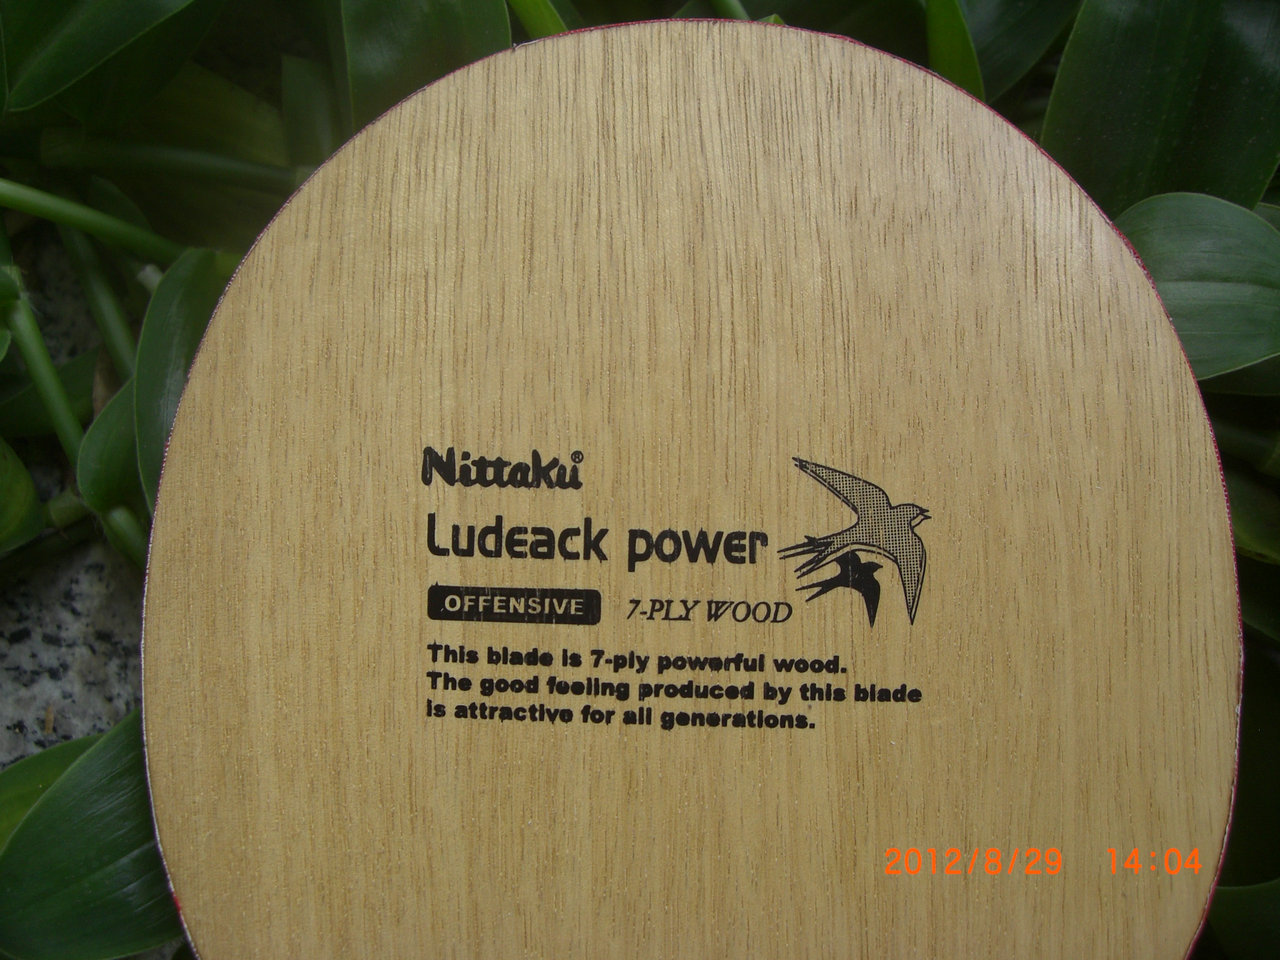 Nittaku®
Ludeack power
OFFENSIVE 7-PLY WOOD
This blade is 7-ply powerful wood.
The good feeling produced by this blade
is attractive for all generations.
2012/8/29 14:04